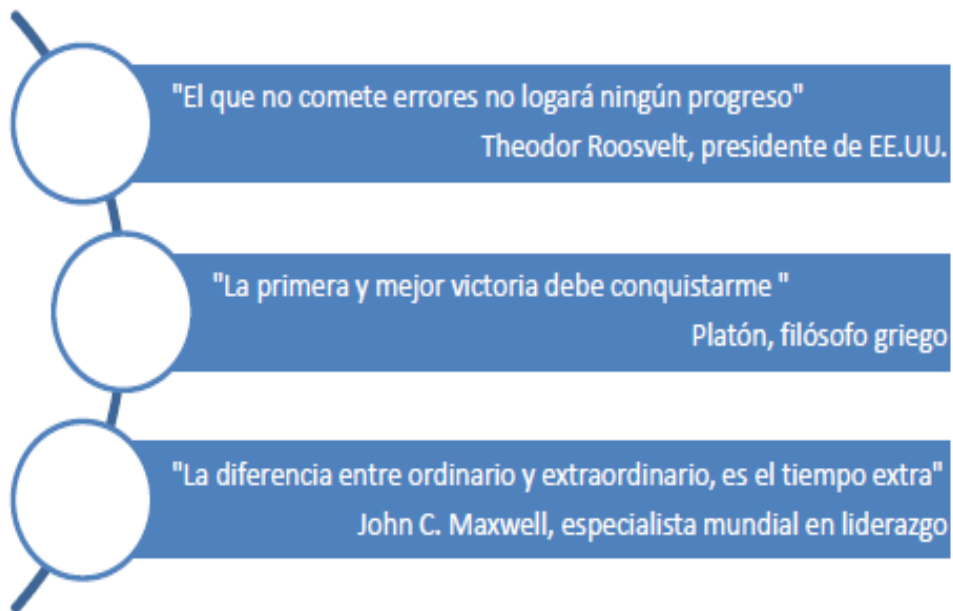 "El que no comete errores no logará ningún progreso"
Theodor Roosvelt, presidente de EE.UU.
"La primera y mejor victoria debe conquistarme "
Platón, filósofo griego
"La diferencia entre ordinario y extraordinario, es el tiempo extra"
John C. Maxwell, especialista mundial en liderazgo